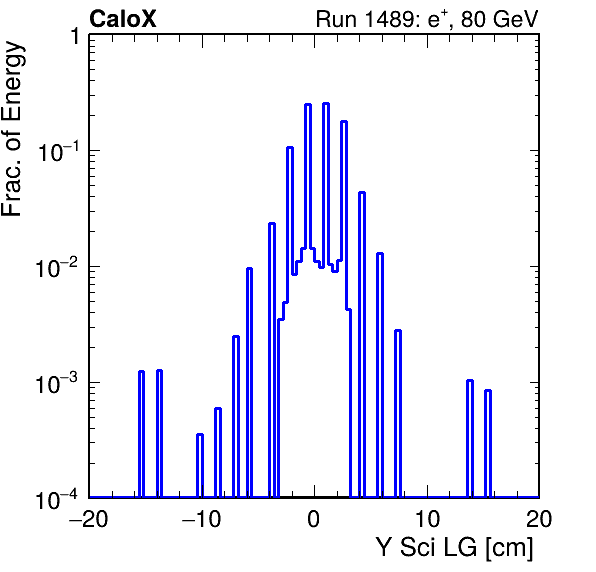 CaloX Run 1489: e⁺, 80 GeV
Frac. of Energy
1
10⁻¹
10⁻²
10⁻³
10⁻⁴
−20 −10 0 10 20
Y Sci LG [cm]